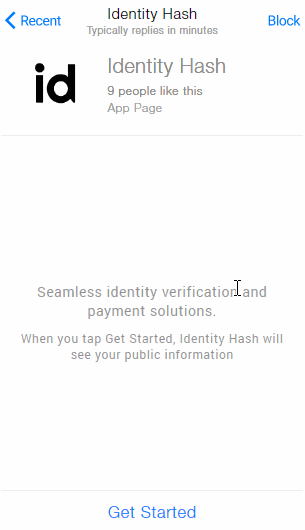 Recent
Identity Hash
Block
Typically replies in minutes
id
Identity Hash
9 people like this
App Page
Seamless identity verification and
payment solutions.
When you tap Get Started, Identity Hash will
see your public information
Get Started